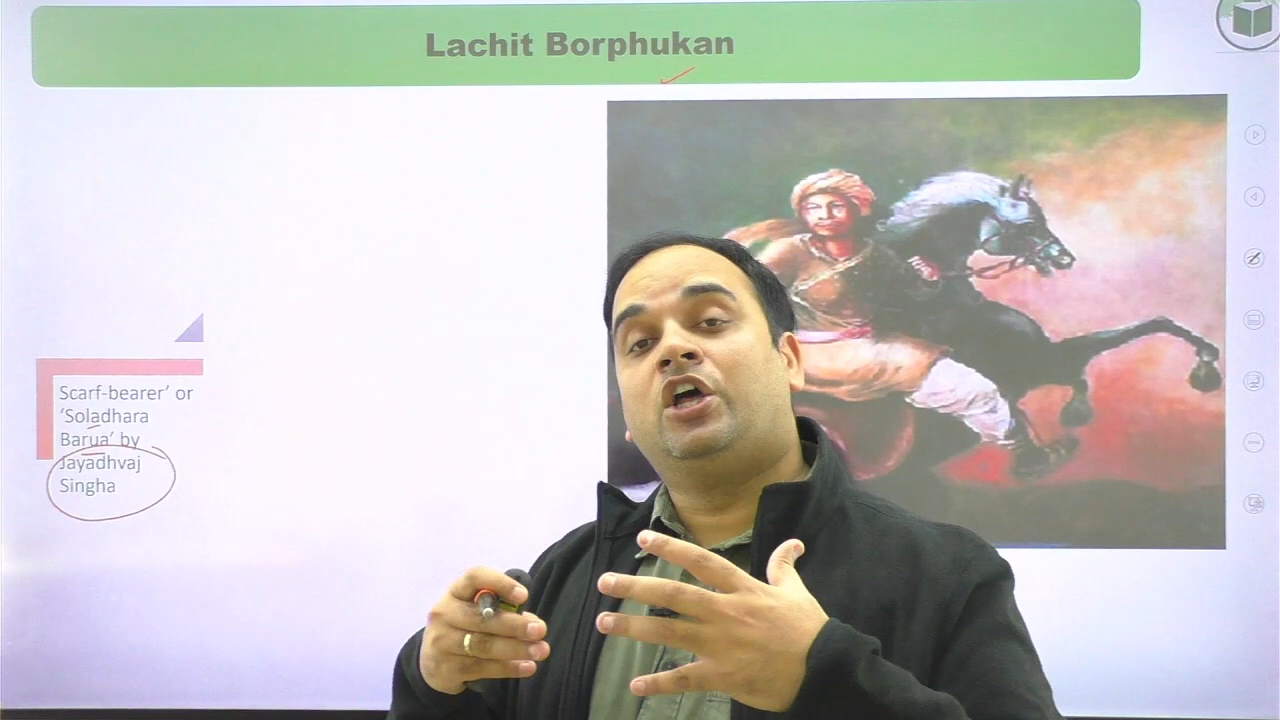 Lachit Borphukan
Scarf-bearer’ or
‘Soladhara
Barua’ by
Jayadhvaj
Singha